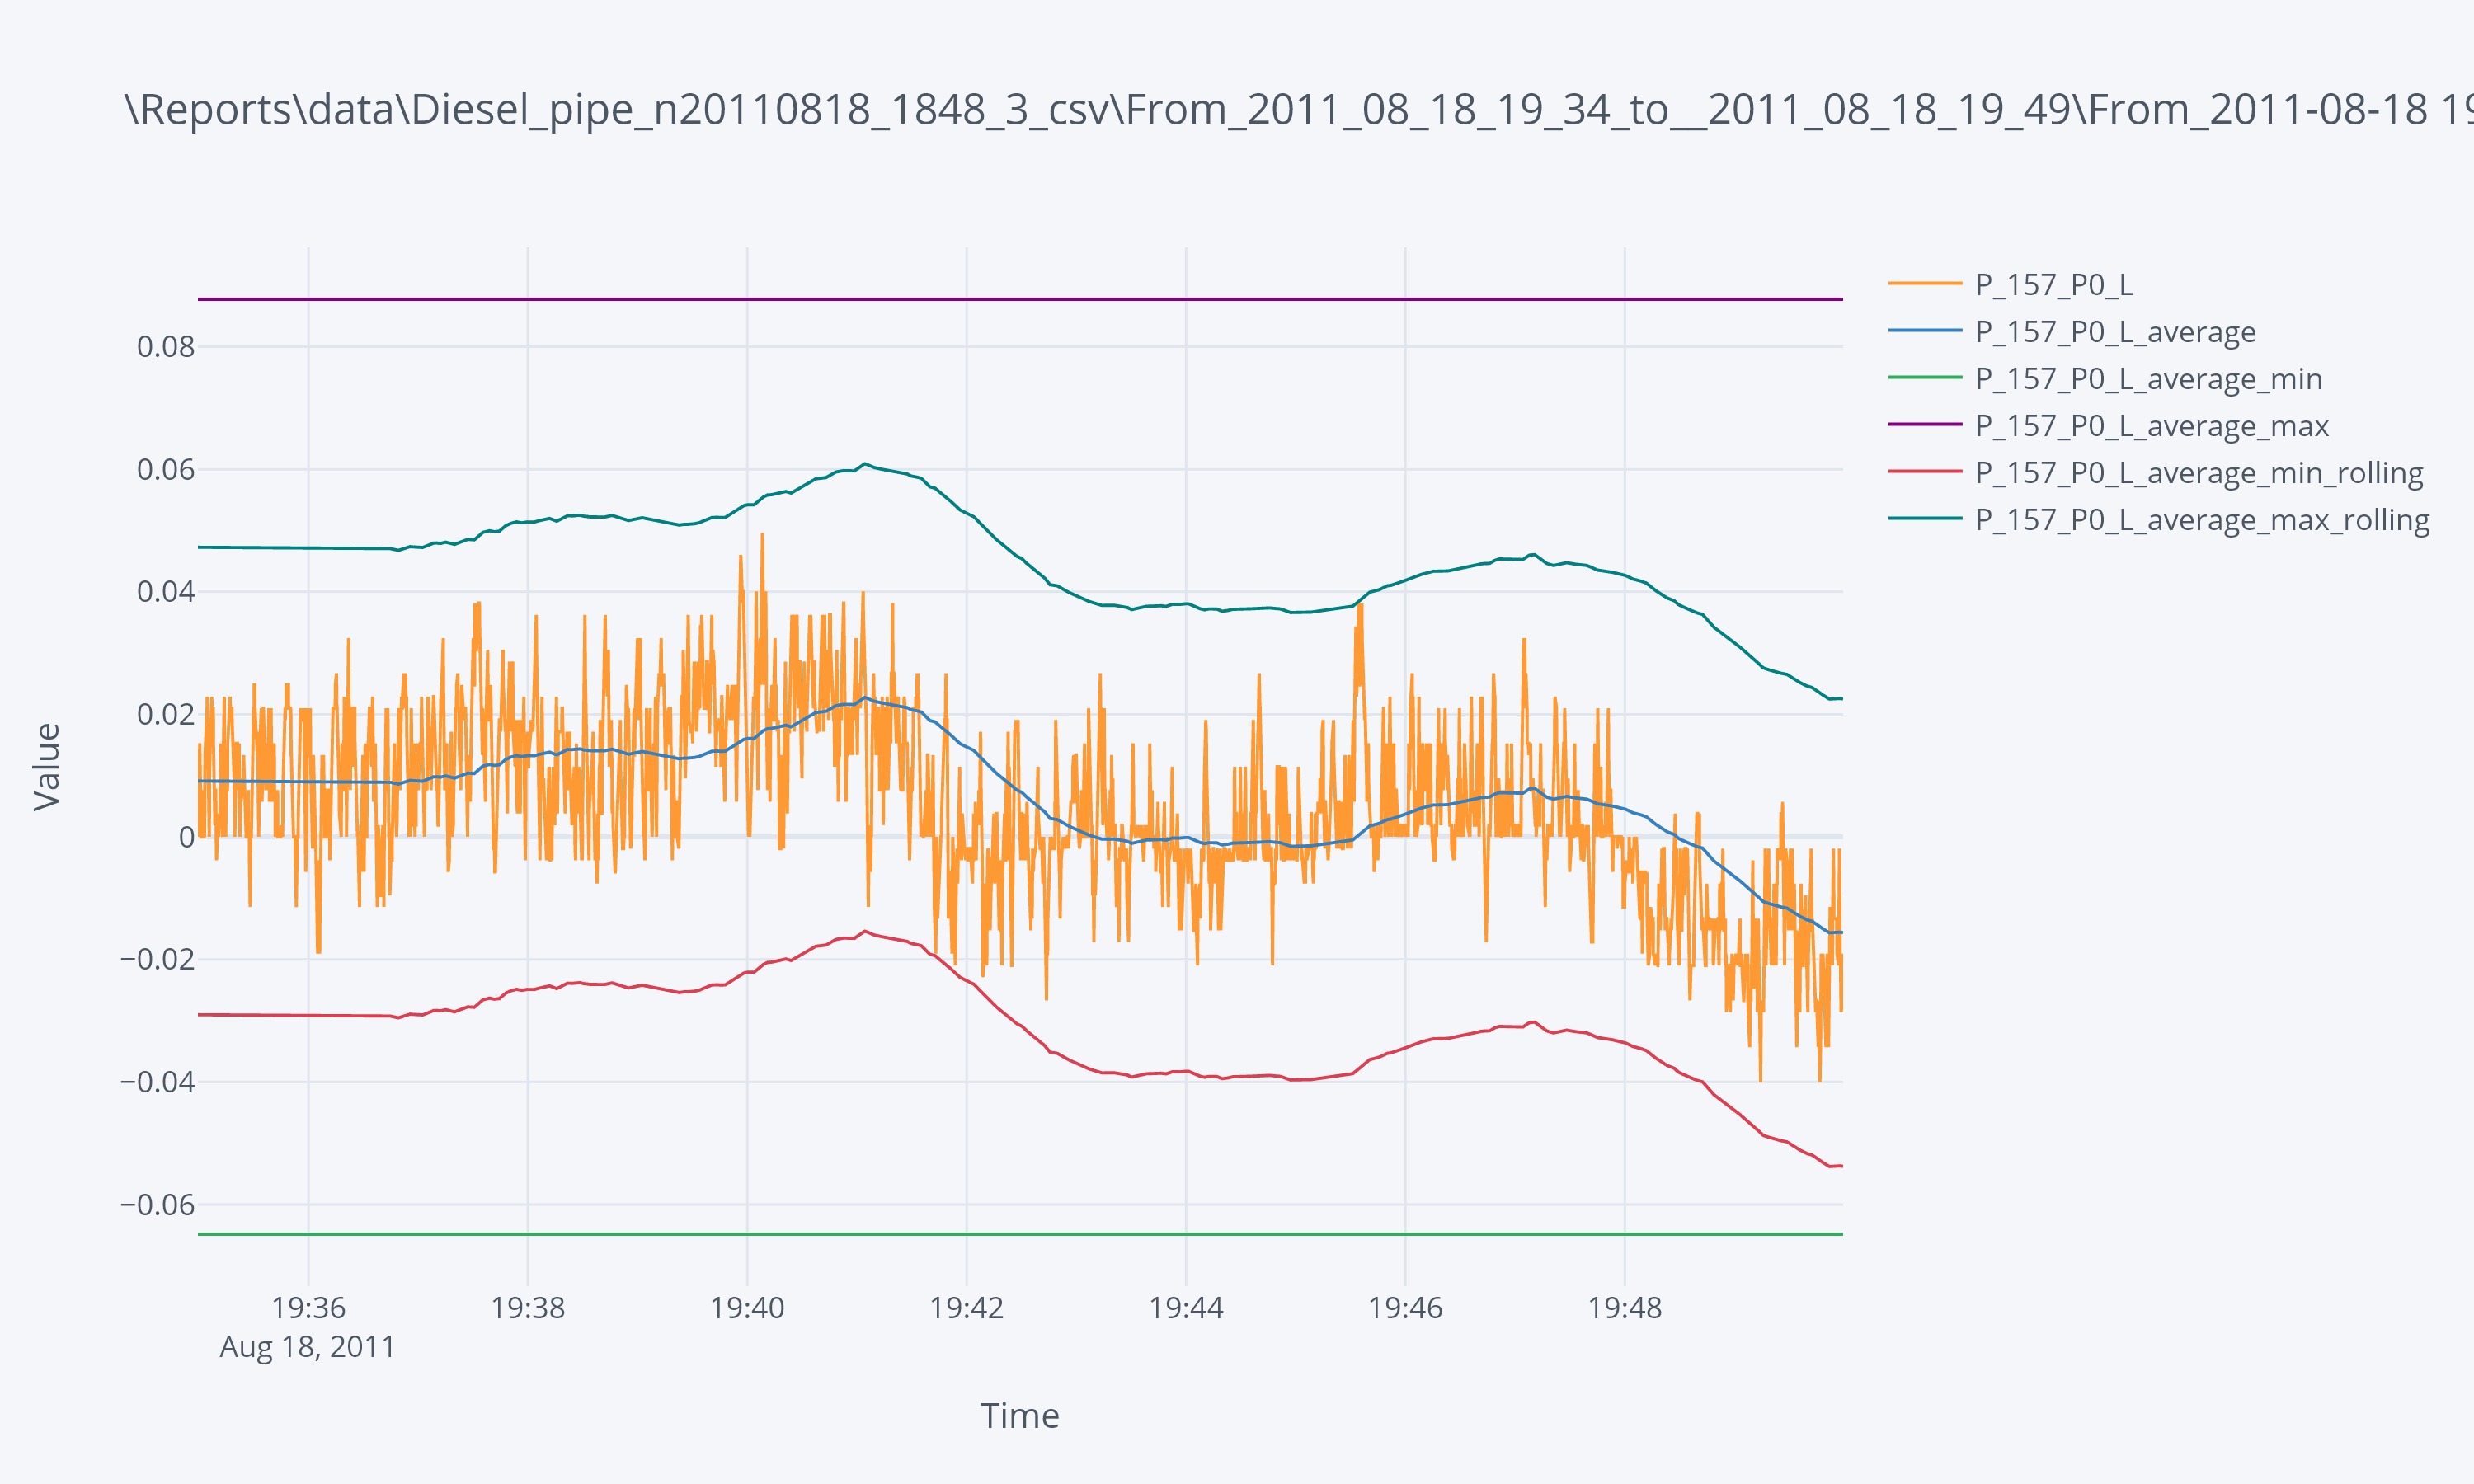 \Reports\data\Diesel_pipe_n20110818_1848_3_csv\From_2011_08_18_19_34_to__2011_08_18_19_49\From_2011-08-18 19
P_157_P0_L
P_157_P0_L_average
P_157_P0_L_average_min
P_157_P0_L_average_max
P_157_P0_L_average_min_rolling
P_157_P0_L_average_max_rolling
Value
0.08
0.06
0.04
0.02
0
−0.02
−0.04
−0.06
19:36 19:38 19:40 19:42 19:44 19:46 19:48
Aug 18, 2011
Time